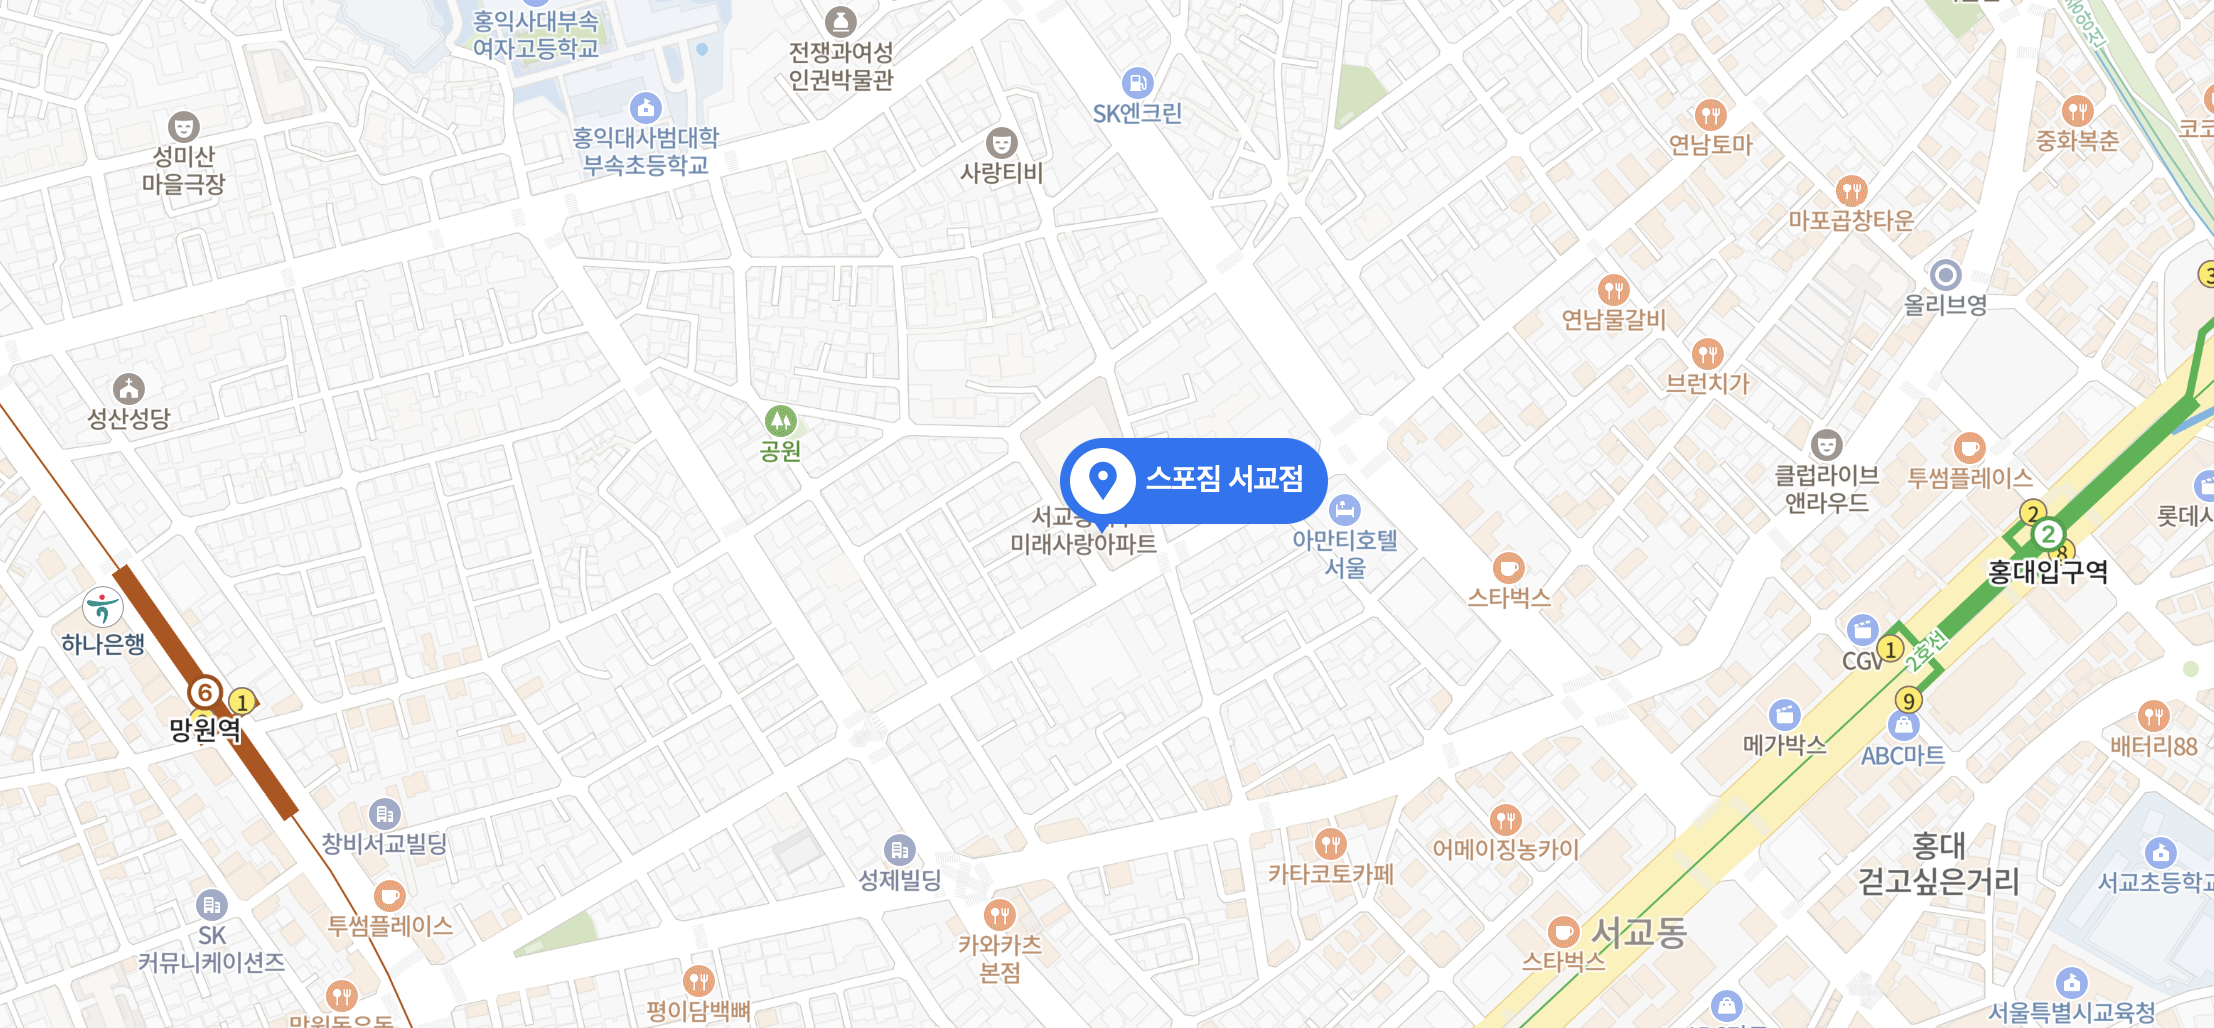 홍익사대부속
여자고등학교
전쟁과여성
인권박물관
SK엔크린
홍익대사범대학
부속초등학교
성미산
마을극장
사랑티비
연남토마
중화복춘
마포곱창타운
올리브영
3
연남물갈비
브런치가
성산성당
공원
스포짐 서교점
미래사랑아파트
아만티호텔
서울
클럽라이브
앤라우드
투썸플레이스
2
2
8
홍대입구역
스타벅스
하나은행
6
1
망원역
CGV
1
2호선
9
메가박스
ABC마트
배터리88
창비서교빌딩
성제빌딩
카타코토카페
어메이징농카이
홍대
걷고싶은거리
서교초등학교
투썸플레이스
SK
커뮤니케이션즈
카와카츠
본점
서교동
스타벅스
평이담백뼈
서울특별시교육청